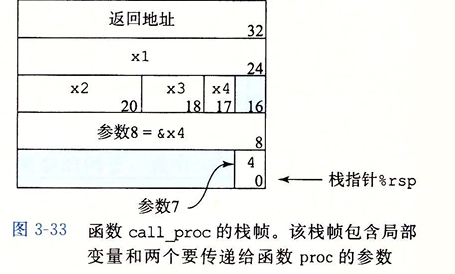 返回地址
32
x1
24
x2 x3 x4
20 18 17 16
参数8 = &x4
8
4
0
栈指针%rsp
参数7
图 3-33 函数 call_proc 的栈帧。该栈帧包含局部
变量和两个要传递给函数 proc 的参数